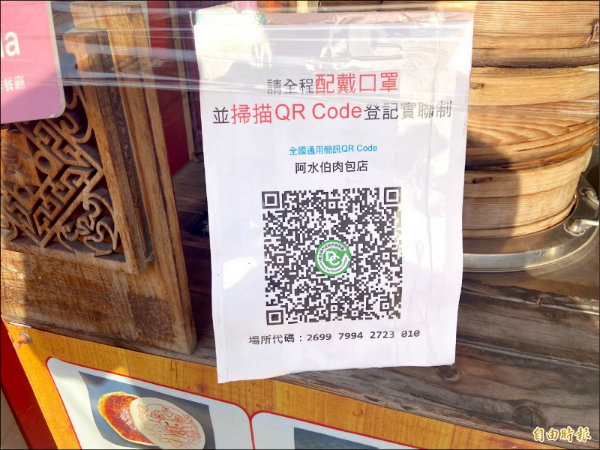 a
餐廳
請全程配戴口罩
並掃描QR Code登記實聯制
全國通用簡訊QR Code
阿水伯肉包店
場所代碼：2699 7994 2723 010
自由時報